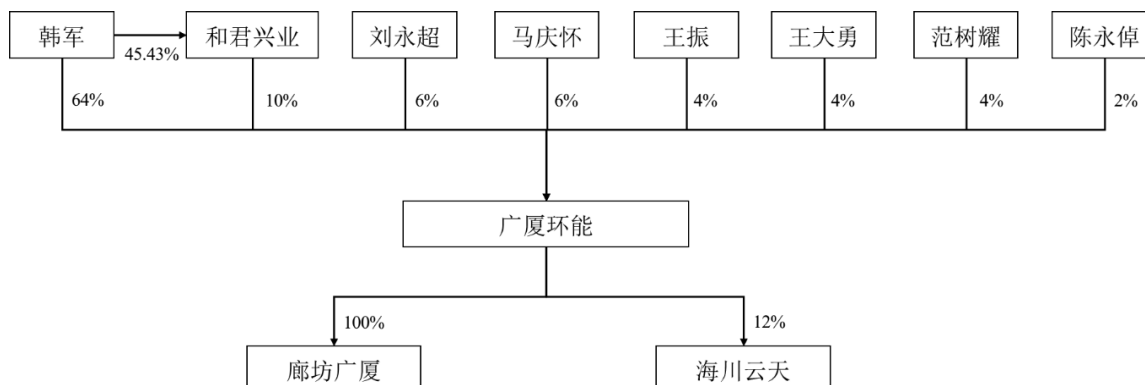 韩军
和君兴业
刘永超
马庆怀
王振
王大勇
范树耀
陈永倬
45.43%
64%
10%
6%
6%
4%
4%
4%
2%
广厦环能
100%
12%
廊坊广厦
海川云天